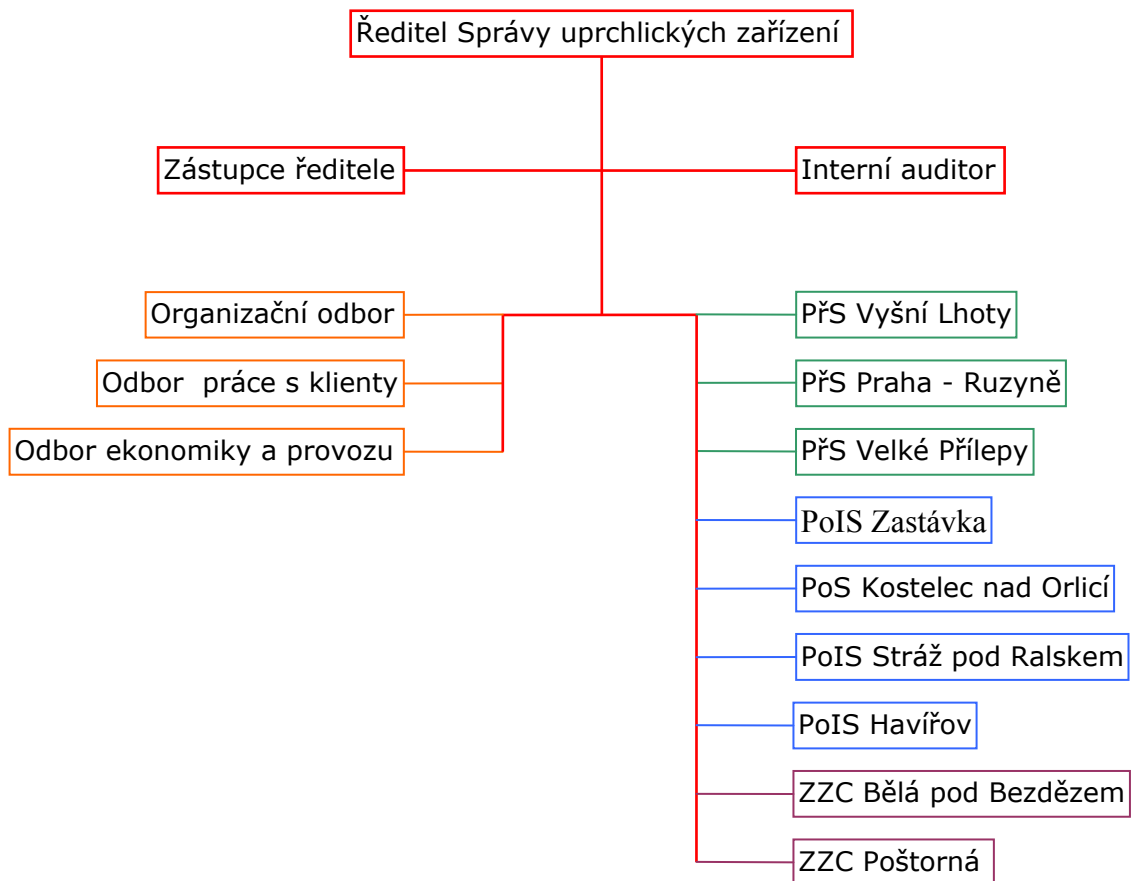 Ředitel Správy uprchlických zařízení
Zástupce ředitele
Interní auditor
Organizační odbor
Odbor práce s klienty
Odbor ekonomiky a provozu
PřS Vyšní Lhoty
PřS Praha - Ruzyně
PřS Velké Přílepy
PoIS Zastávka
PoS Kostelec nad Orlicí
PoIS Stráž pod Ralskem
PoIS Havířov
ZZC Bělá pod Bezdězem
ZZC Poštorná